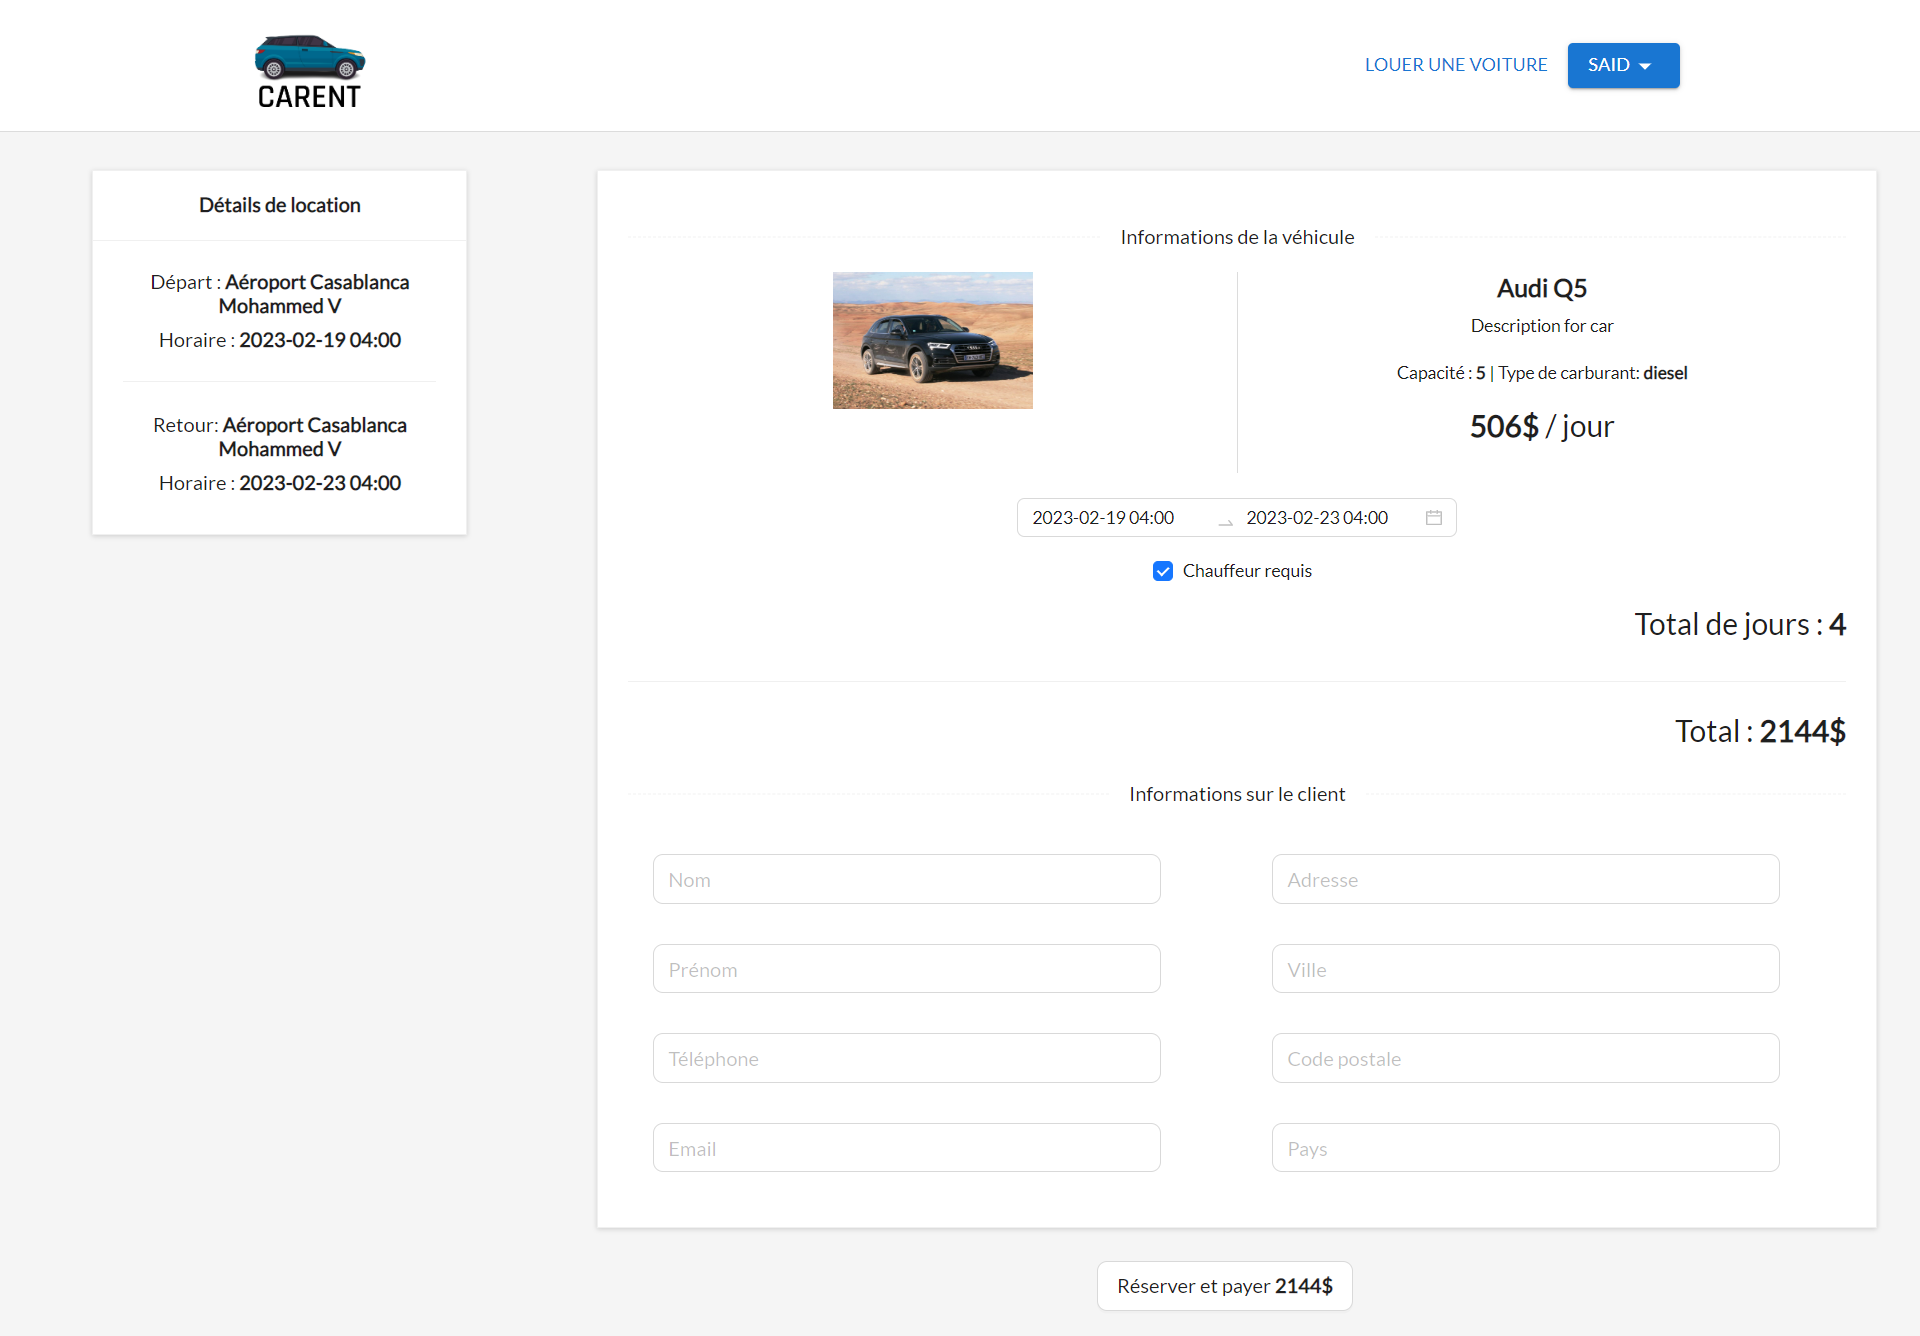 CARENT
LOUER UNE VOITURE
SAID
Détails de location
Départ : Aéroport Casablanca
Mohammed V
Horaire : 2023-02-19 04:00
Retour: Aéroport Casablanca
Mohammed V
Horaire : 2023-02-23 04:00
Informations de la véhicule
Audi Q5
Description for car
Capacité : 5 | Type de carburant: diesel
506$ / jour
2023-02-19 04:00
2023-02-23 04:00
Chauffeur requis
Total de jours : 4
Total : 2144$
Informations sur le client
Nom
Adresse
Prénom
Ville
Téléphone
Code postale
Email
Pays
Réserver et payer 2144$